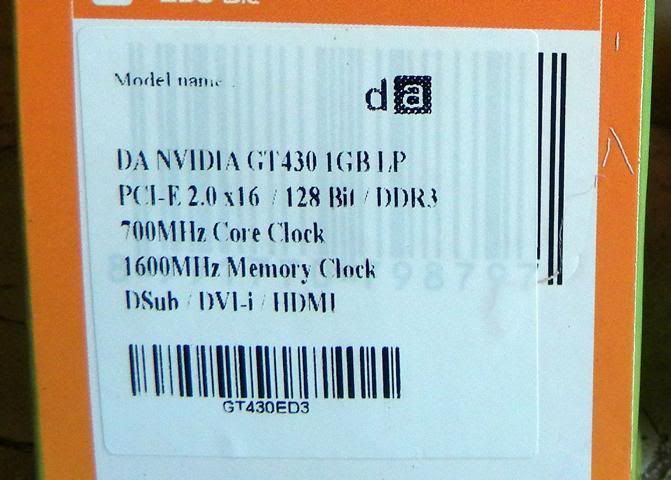 Model name
da
DA NVIDIA GT430 1GB LP
PCI-E 2.0 x16 / 128 Bit / DDR3
700MHz Core Clock
1600MHz Memory Clock
DSub / DVI-i / HDMI
GT430ED3